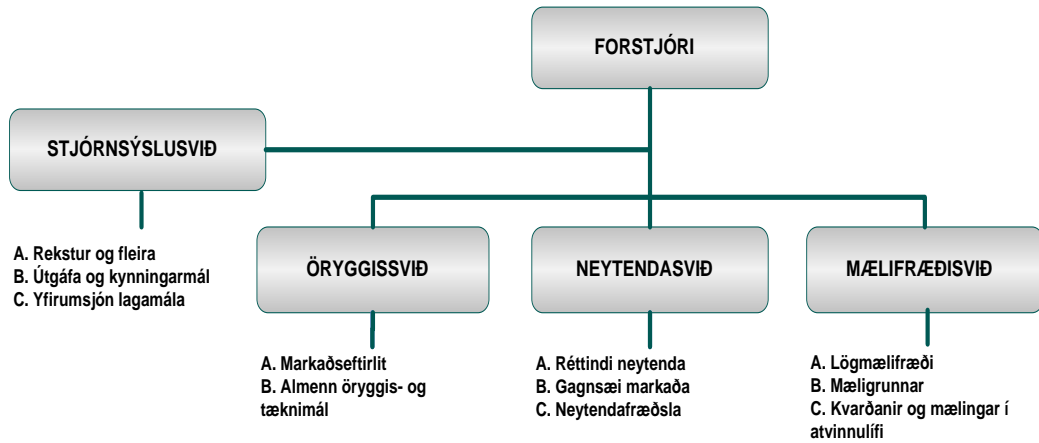 FORSTJÓRI
STJÓRNSÝSLUSVIÐ
A. Rekstur og fleira
B. Útgáfa og kynningarmál
C. Yfirumsjón lagamála
ÖRYGGISSVIÐ
A. Markaðseftirlit
B. Almenn öryggis- og
tæknimál
NEYTENDASVIÐ
A. Réttindi neytenda
B. Gagnsæi markaða
C. Neytendafræðsla
MÆLIFRÆÐISVIÐ
A. Lögmælifræði
B. Mæligrunnar
C. Kvarðanir og mælingar í
atvinnulífi